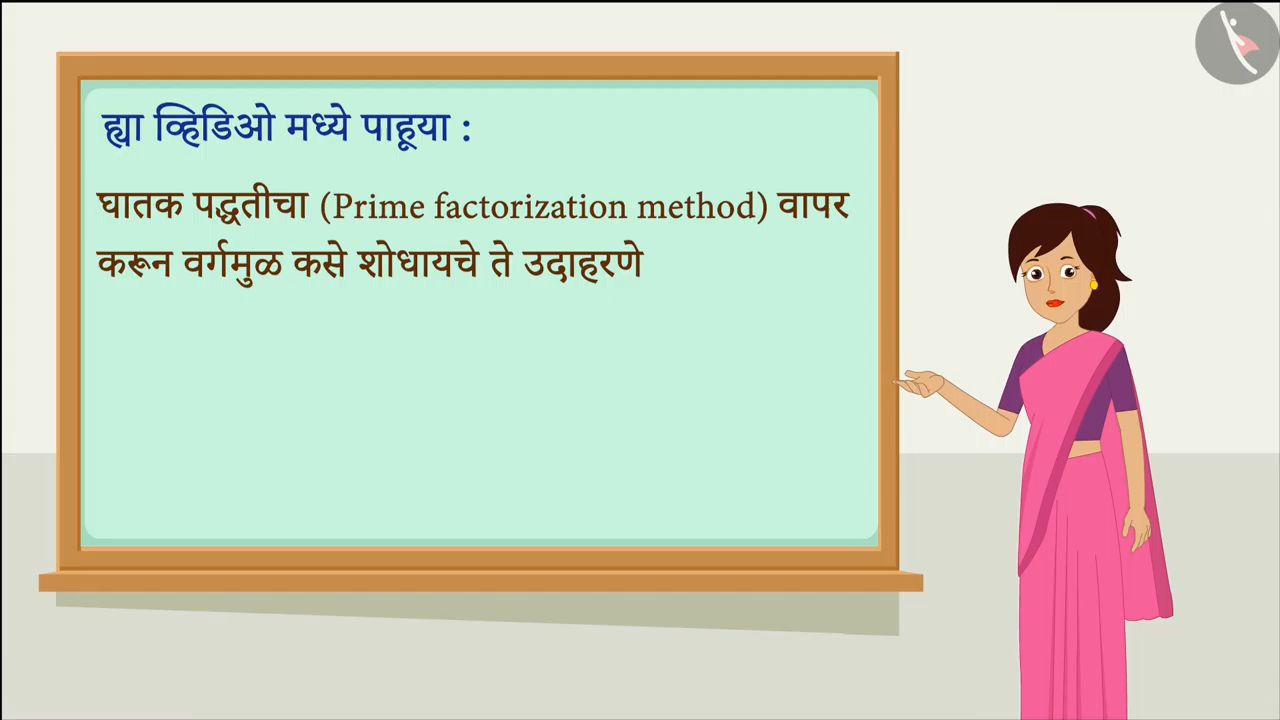 ह्या व्हिडिओ मध्ये पाहूया :
घातक पद्धतीचा (Prime factorization method) वापर
करून वर्गमुळ कसे शोधायचे ते उदाहरणे